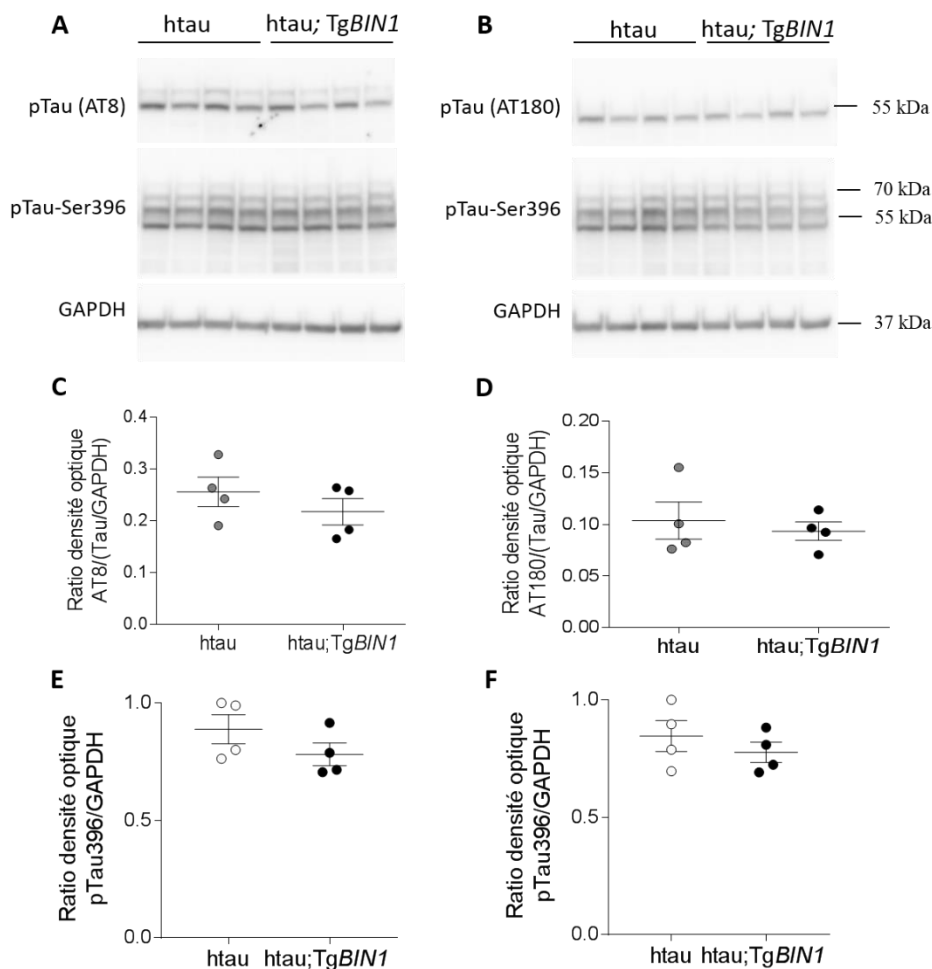 A
htau
htau; TgBIN1
pTau (AT8)
pTau-Ser396
GAPDH
B
htau
htau; TgBIN1
pTau (AT180)
55 kDa
pTau-Ser396
70 kDa
55 kDa
GAPDH
37 kDa
C
Ratio densité optique
AT8/(Tau/GAPDH)
0.4
0.3
0.2
0.1
0.0
htau
htau;TgBIN1
D
Ratio densité optique
AT180/(Tau/GAPDH)
0.20
0.15
0.10
0.05
0.00
htau
htau;TgBIN1
E
Ratio densité optique
pTau396/GAPDH
1.0
0.5
0.0
htau
htau;TgBIN1
F
Ratio densité optique
pTau396/GAPDH
1.0
0.5
0.0
htau
htau;TgBIN1